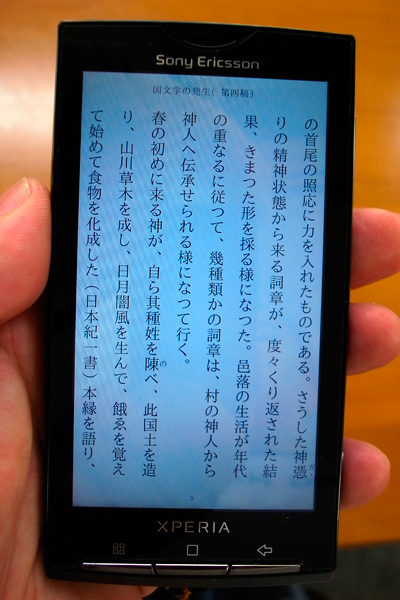 Sony Ericsson
国文学の発生(第四稿)
の首尾の照応に力を入れたものである。さうした神憑
りの精神状態から来る詞章が、度々くり返された結
果、きまつた形を採る様になつた。邑落の生活が年代
の重なるに従つて、幾種類かの詞章は、村の神人から
神人へ伝承せられる様になつて行く。
春の初めに来る神が、自ら其種姓を陳べ、此国土を造
り、山川草木を成し、日月闇風を生んで、餓ゑを覚え
て始めて食物を化成した(日本紀一書)本縁を語り、
5
XPERIA